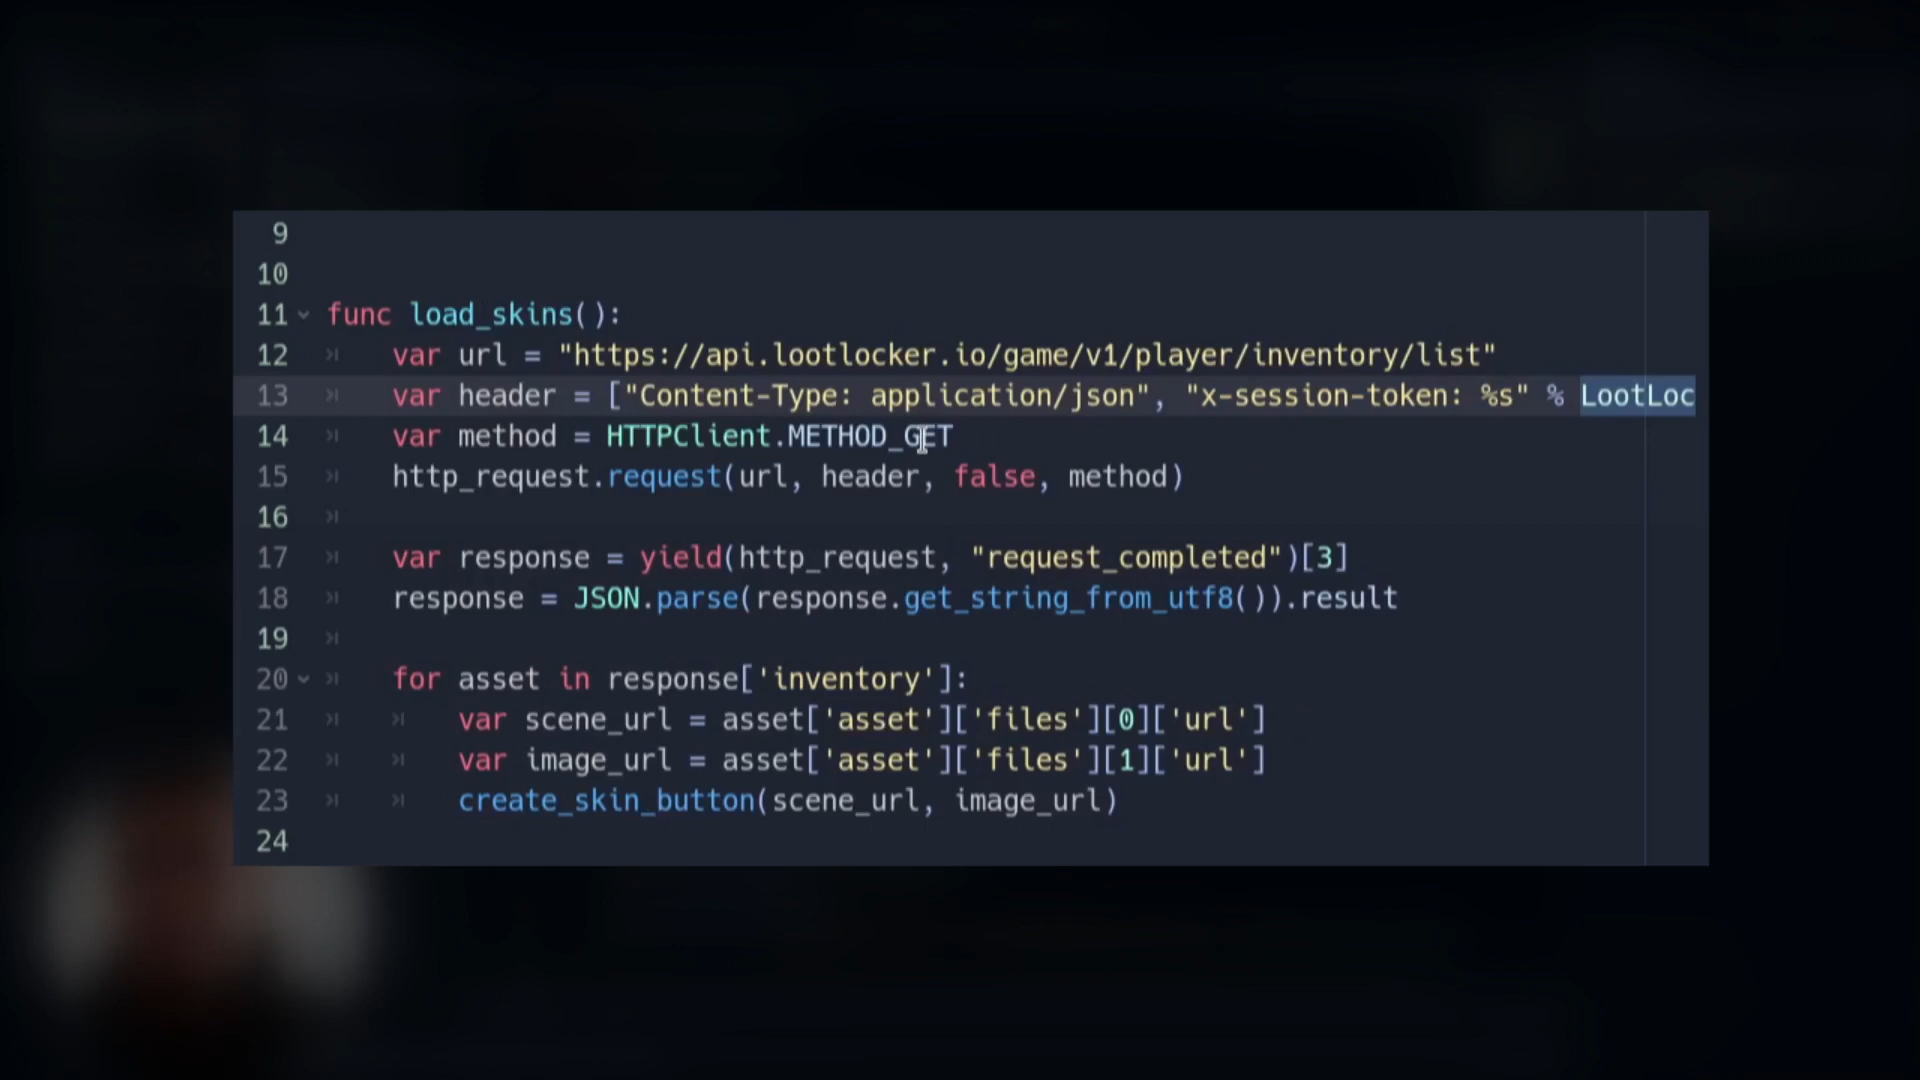 9
10
11 func load_skins():
12 var url = "https://api.lootlocker.io/game/v1/player/inventory/list"
13 var header = ["Content-Type: application/json", "x-session-token: %s" % LootLoc
14 var method = HTTPClient.METHOD_GET
15 http_request.request(url, header, false, method)
16
17 var response = yield(http_request, "request_completed")[3]
18 response = JSON.parse(response.get_string_from_utf8()).result
19
20 for asset in response['inventory']:
21 var scene_url = asset['asset']['files'][0]['url']
22 var image_url = asset['asset']['files'][1]['url']
23 create_skin_button(scene_url, image_url)
24